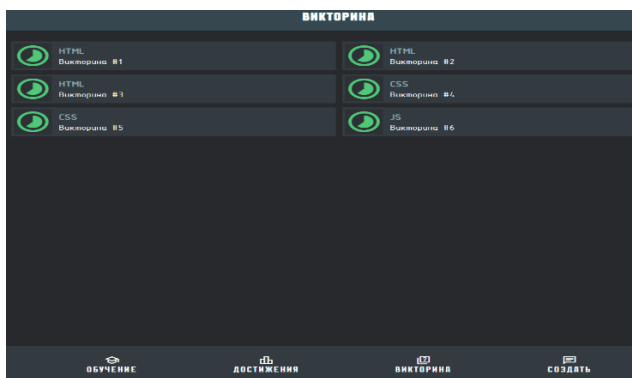 ВИКТОРИНА
HTML
Викторина #1
HTML
Викторина #2
HTML
Викторина #3
CSS
Викторина #4
CSS
Викторина #5
JS
Викторина #6
ОБУЧЕНИЕ
ДОСТИЖЕНИЯ
ВИКТОРИНА
СОЗДАТЬ